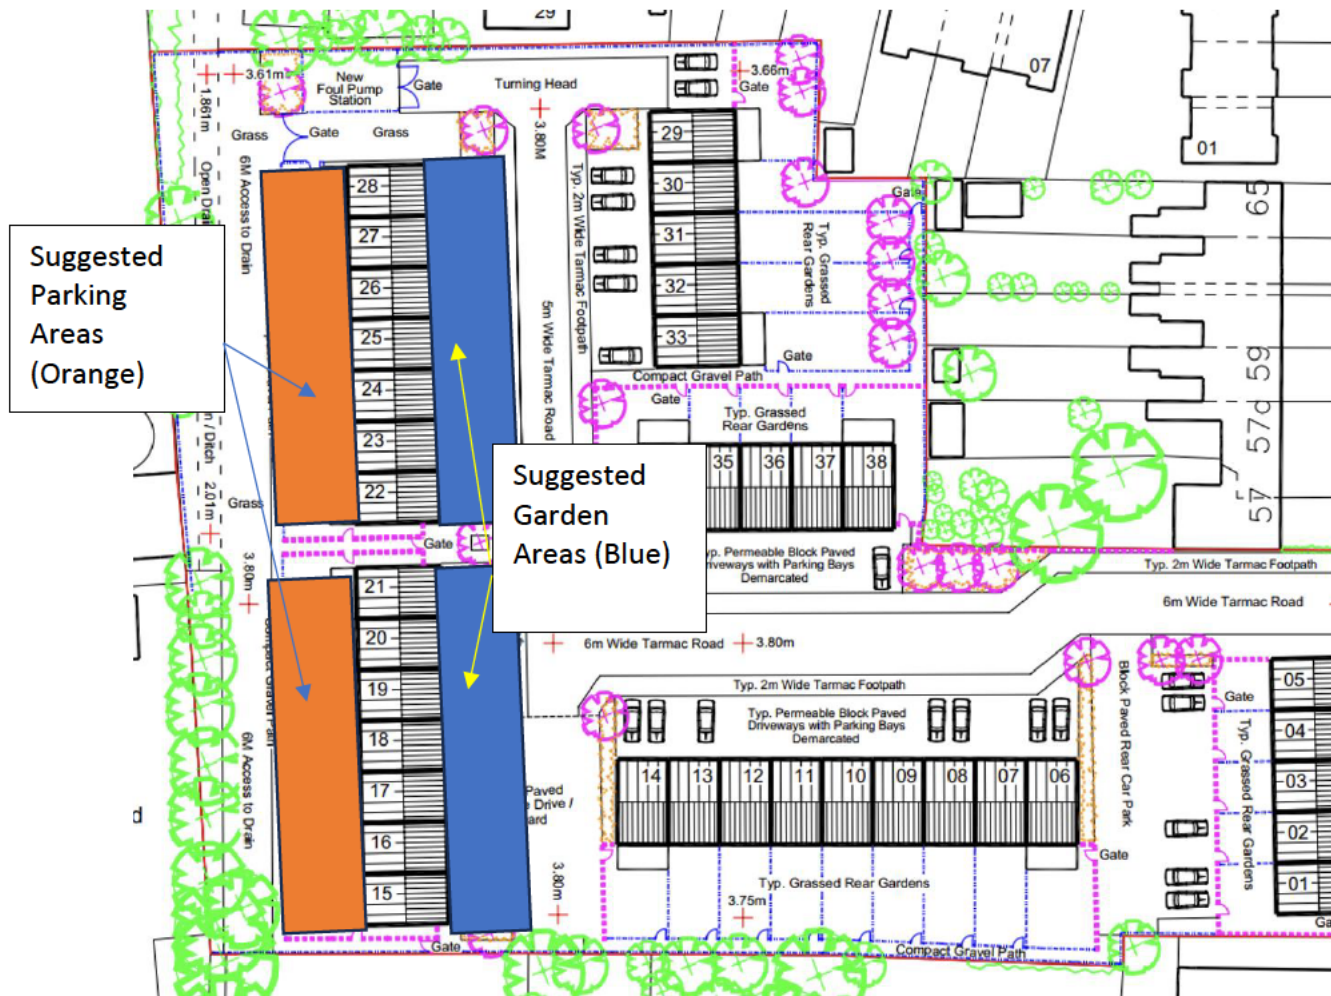 29
07
01
65
3.61m
New
Foul Pump
Station
Gate
Turning Head
3.66m
Gate
1.861m
Grass
Gate
Grass
3.80M
Open Drain
6M Access to Drain
Typ. 2m Wide Tarmac Footpath
28
27
26
25
24
23
22
29
30
31
32
33
Gate
Typ. Grassed
Rear Gardens
Suggested
Parking
Areas
(Orange)
5m Wide Tarmac Road
Gate
Compact Gravel Path
Gate
Typ. Grassed
Rear Gardens
35
36
37
38
59
57c
57
/ Ditch
2.01m
Grass
Gate
Suggested
Garden
Areas (Blue)
Typ. Permeable Block Paved
Driveways with Parking Bays
Demarcated
Typ. 2m Wide Tarmac Footpath
6m Wide Tarmac Road
3.80m
21
20
19
18
17
16
15
Compact Gravel Path
6M Access to Drain
6m Wide Tarmac Road
3.80m
Typ. 2m Wide Tarmac Footpath
Typ. Permeable Block Paved
Driveways with Parking Bays
Demarcated
14
13
12
11
10
09
08
07
06
Paved
Drive /
ard
Block Paved Rear Car Park
Gate
Typ. Grassed Rear Gardens
05
04
03
02
01
Gate
Typ. Grassed Rear Gardens
3.80m
3.75m
Gate
Compact Gravel Path
Ga
d